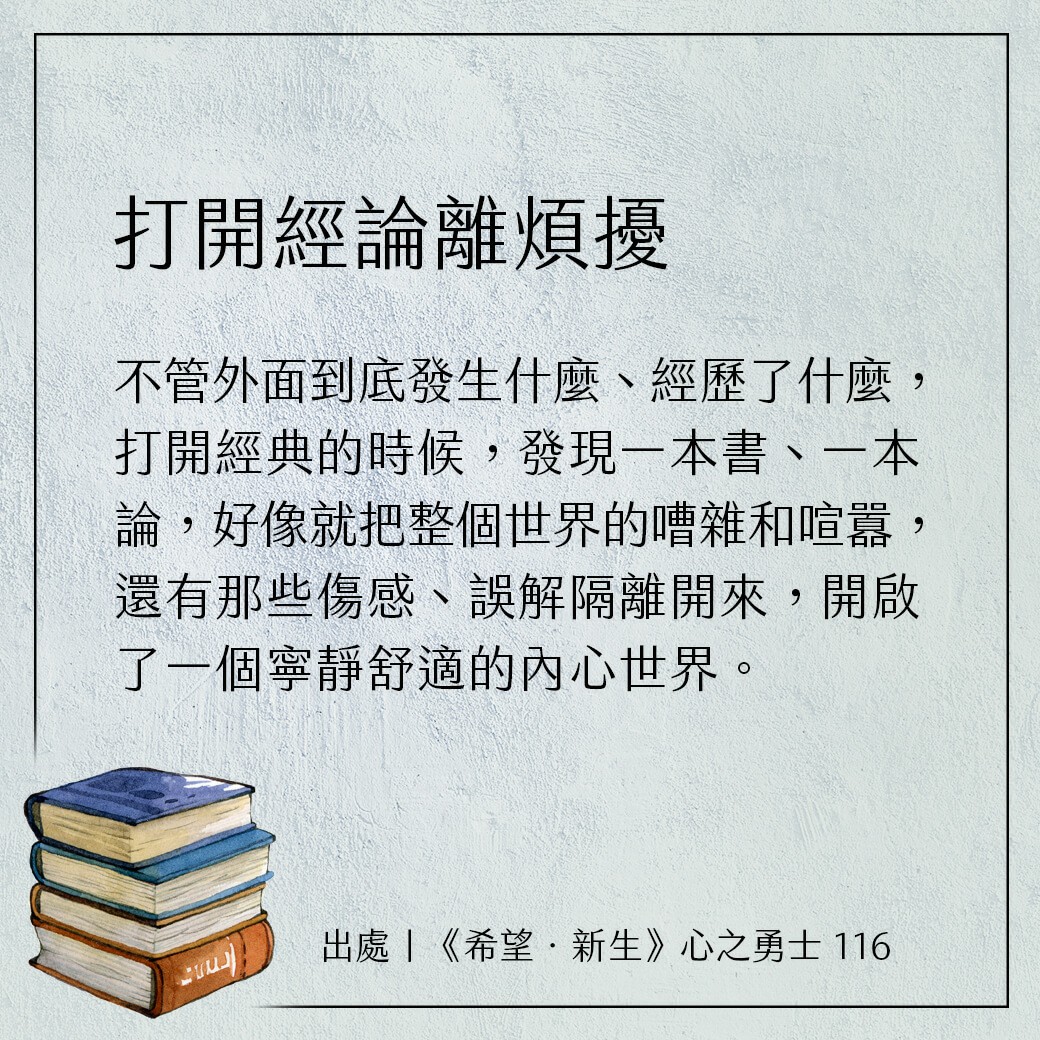 打開經論離煩擾
不管外面到底發生什麼、經歷了什麼，
打開經典的時候，發現一本書、一本
論，好像就把整個世界的嘈雜和喧囂，
還有那些傷感、誤解隔離開來，開啟
了一個寧靜舒適的內心世界。
出處｜《希望．新生》心之勇士 116